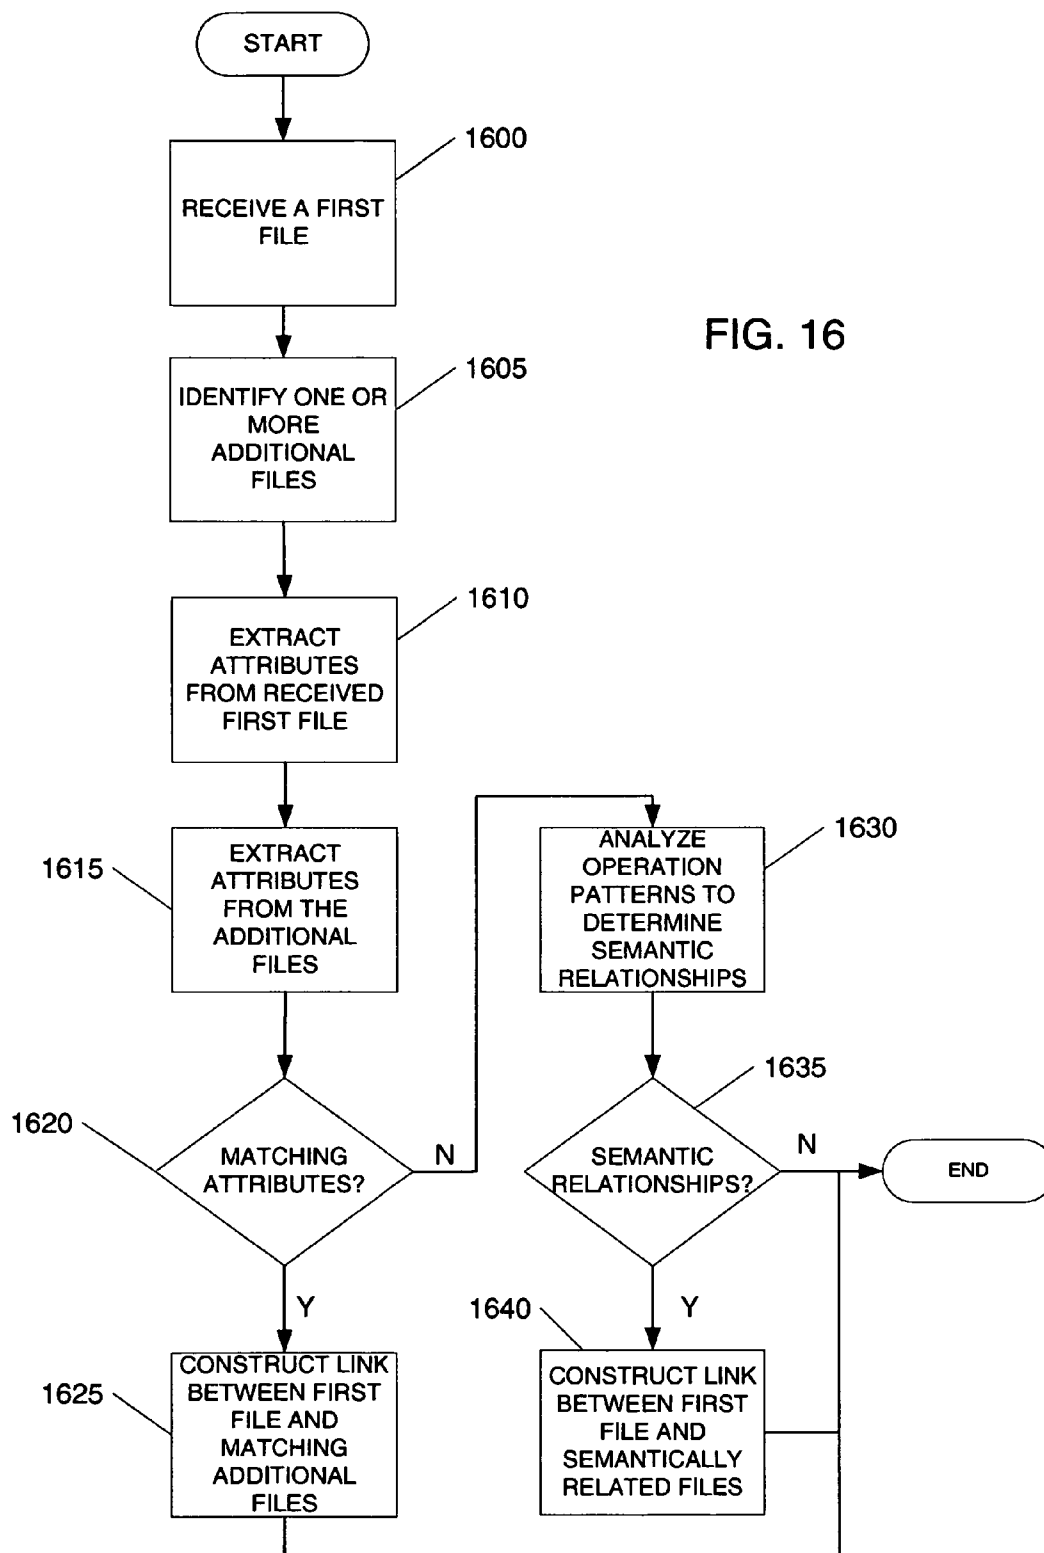 START
1600
RECEIVE A FIRST
FILE
FIG. 16
1605
IDENTIFY ONE OR
MORE
ADDITIONAL
FILES
1610
EXTRACT
ATTRIBUTES
FROM RECEIVED
FIRST FILE
1615
EXTRACT
ATTRIBUTES
FROM THE
ADDITIONAL
FILES
1620
MATCHING
ATTRIBUTES?
N
Y
1625
CONSTRUCT LINK
BETWEEN FIRST
FILE AND
MATCHING
ADDITIONAL
FILES
1630
ANALYZE
OPERATION
PATTERNS TO
DETERMINE
SEMANTIC
RELATIONSHIPS
1635
SEMANTIC
RELATIONSHIPS?
N
END
Y
1640
CONSTRUCT LINK
BETWEEN FIRST
FILE AND
SEMANTICALLY
RELATED FILES